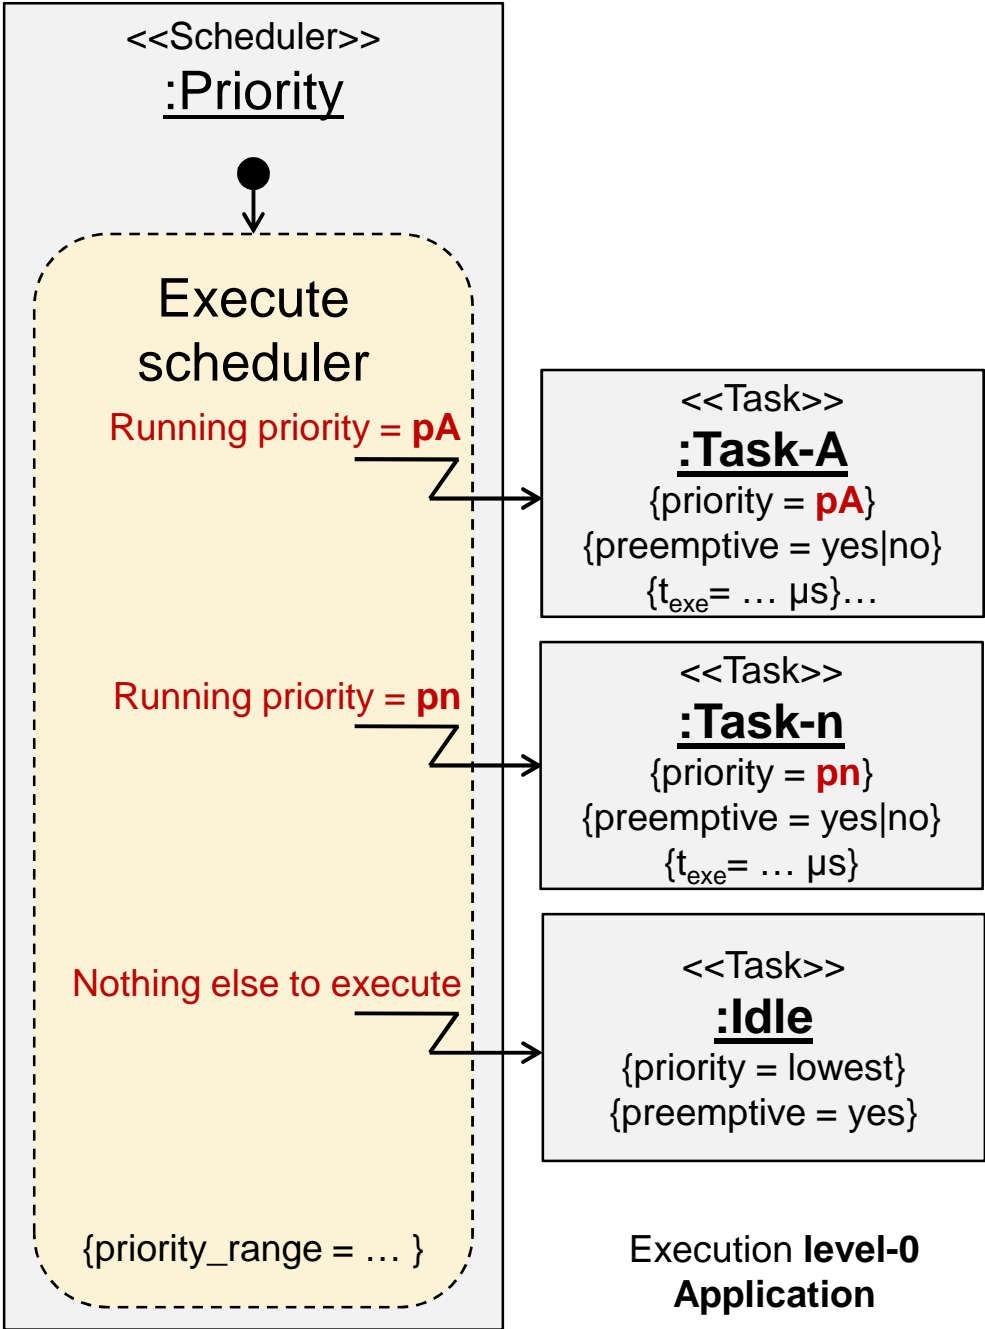 <<Scheduler>>
:Priority
Execute
scheduler
Running priority = pA
<<Task>>
:Task-A
{priority = pA}
{preemptive = yes|no}
{texe= … µs}…
Running priority = pn
<<Task>>
:Task-n
{priority = pn}
{preemptive = yes|no}
{texe= … µs}
Nothing else to execute
<<Task>>
:Idle
{priority = lowest}
{preemptive = yes}
{priority_range = … }
Execution level-0
Application